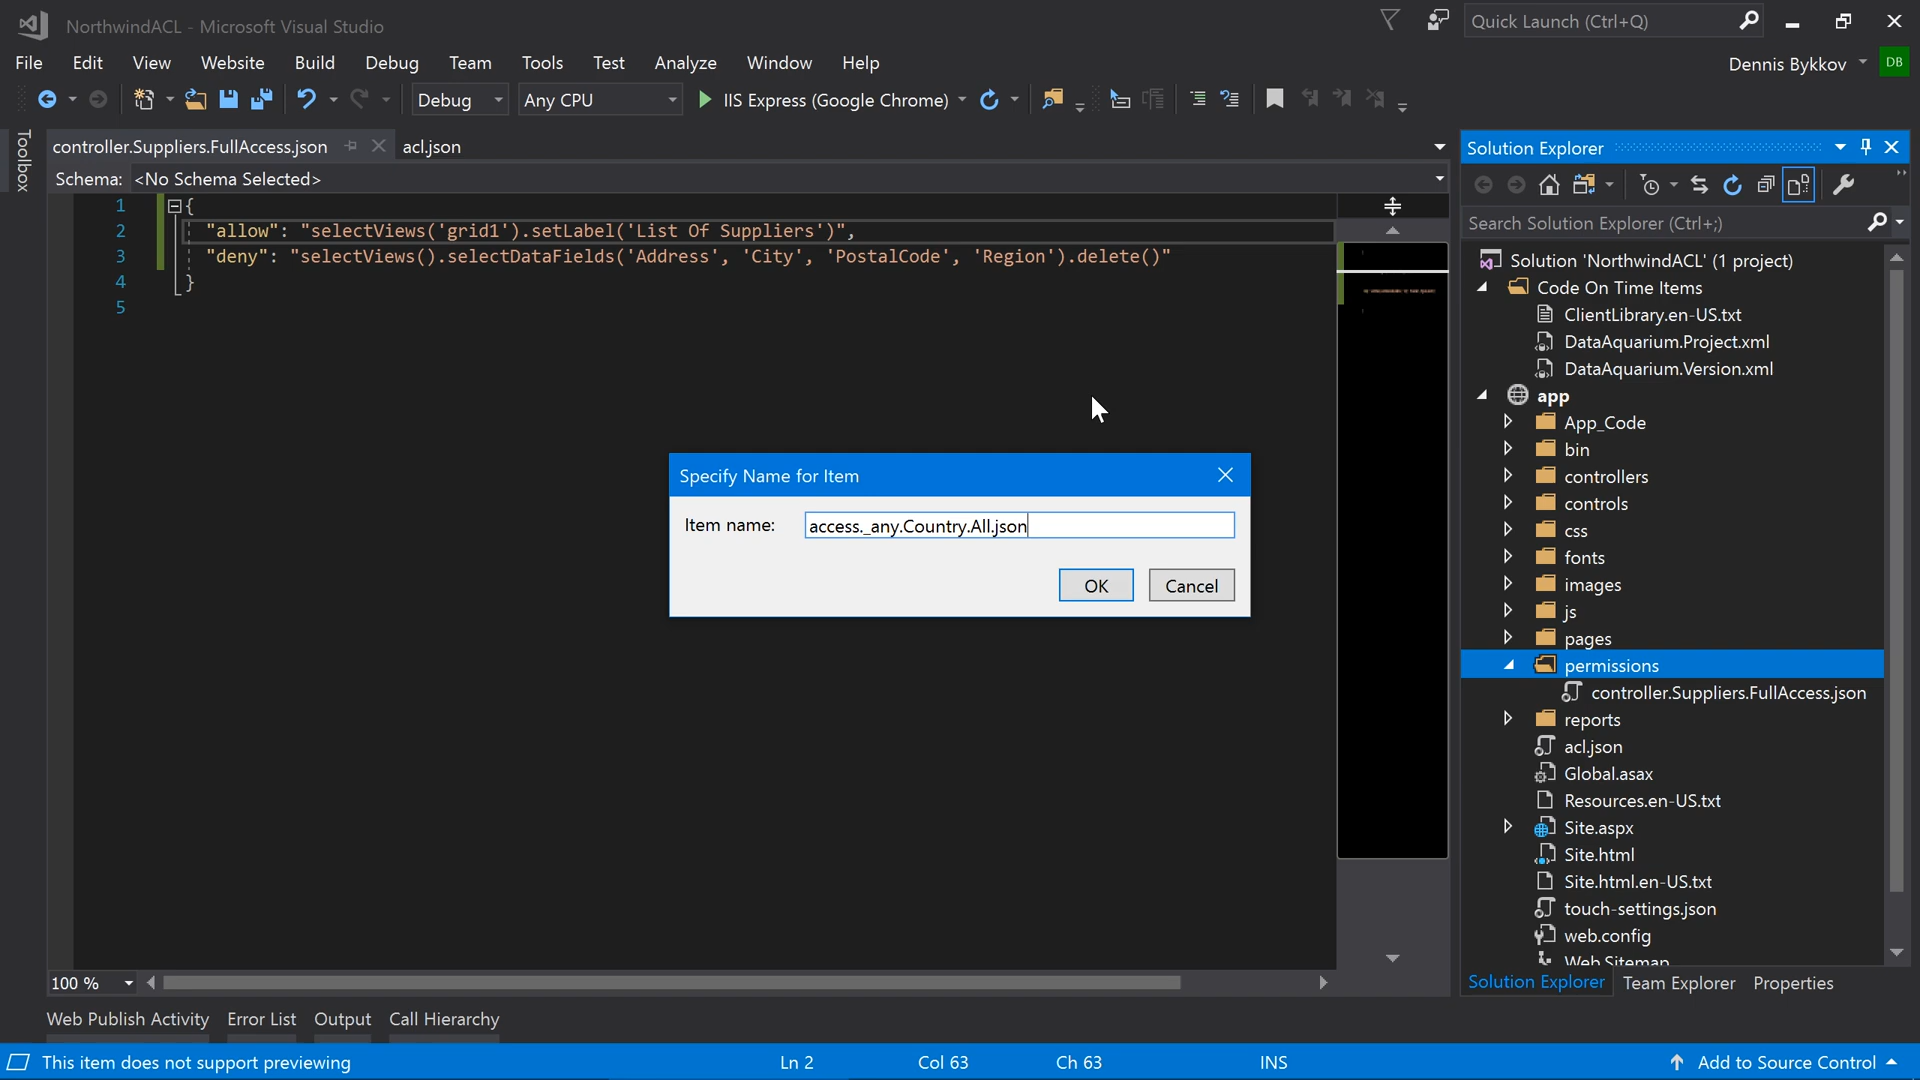 NorthwindACL - Microsoft Visual Studio
Quick Launch (Ctrl+Q)
File Edit View Website Build Debug Team Tools Test Analyze Window Help
Dennis Bykkov DB
Debug Any CPU IIS Express (Google Chrome)
Toolbox
controller.Suppliers.FullAccess.json acl.json
Schema: <No Schema Selected>
1 {
2 "allow": "selectViews('grid1').setLabel('List Of Suppliers')",
3 "deny": "selectViews().selectDataFields('Address', 'City', 'PostalCode', 'Region').delete()"
4 }
5
Specify Name for Item
Item name: access._any.Country.All.json
OK Cancel
100 %
Solution Explorer
Search Solution Explorer (Ctrl+;)
Solution 'NorthwindACL' (1 project)
Code On Time Items
ClientLibrary.en-US.txt
DataAquarium.Project.xml
DataAquarium.Version.xml
app
App_Code
bin
controllers
controls
css
fonts
images
js
pages
permissions
controller.Suppliers.FullAccess.json
reports
acl.json
Global.asax
Resources.en-US.txt
Site.aspx
Site.html
Site.html.en-US.txt
touch-settings.json
web.config
Web.Sitemap
Solution Explorer Team Explorer Properties
Web Publish Activity Error List Output Call Hierarchy
This item does not support previewing Ln 2 Col 63 Ch 63 INS Add to Source Control